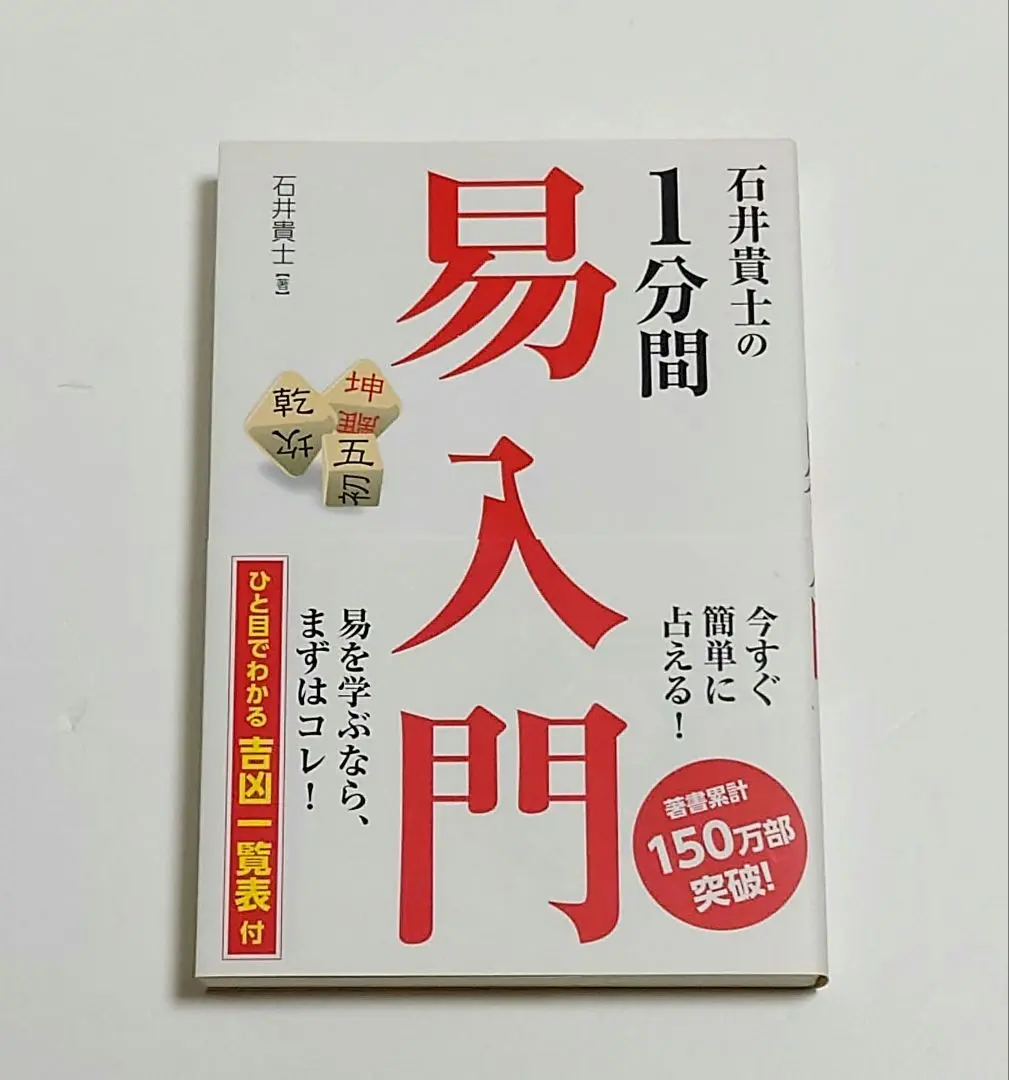 石井貴士の
1分間
易入門
石井貴士【著】
乾
坎
坤
離
五
初
今すぐ
簡単に
占える!
易を学ぶなら、
まずはコレ!
著書累計
150万部
突破!
ひと目でわかる吉凶一覧表付